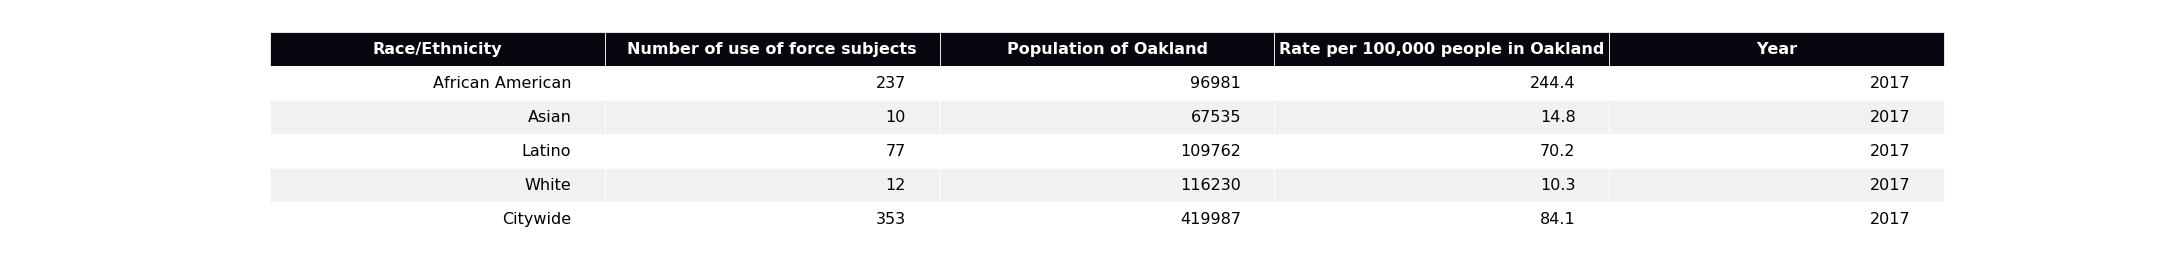 Race/Ethnicity Number of use of force subjects Population of Oakland Rate per 100,000 people in Oakland Year
African American 237 96981 244.4 2017
Asian 10 67535 14.8 2017
Latino 77 109762 70.2 2017
White 12 116230 10.3 2017
Citywide 353 419987 84.1 2017